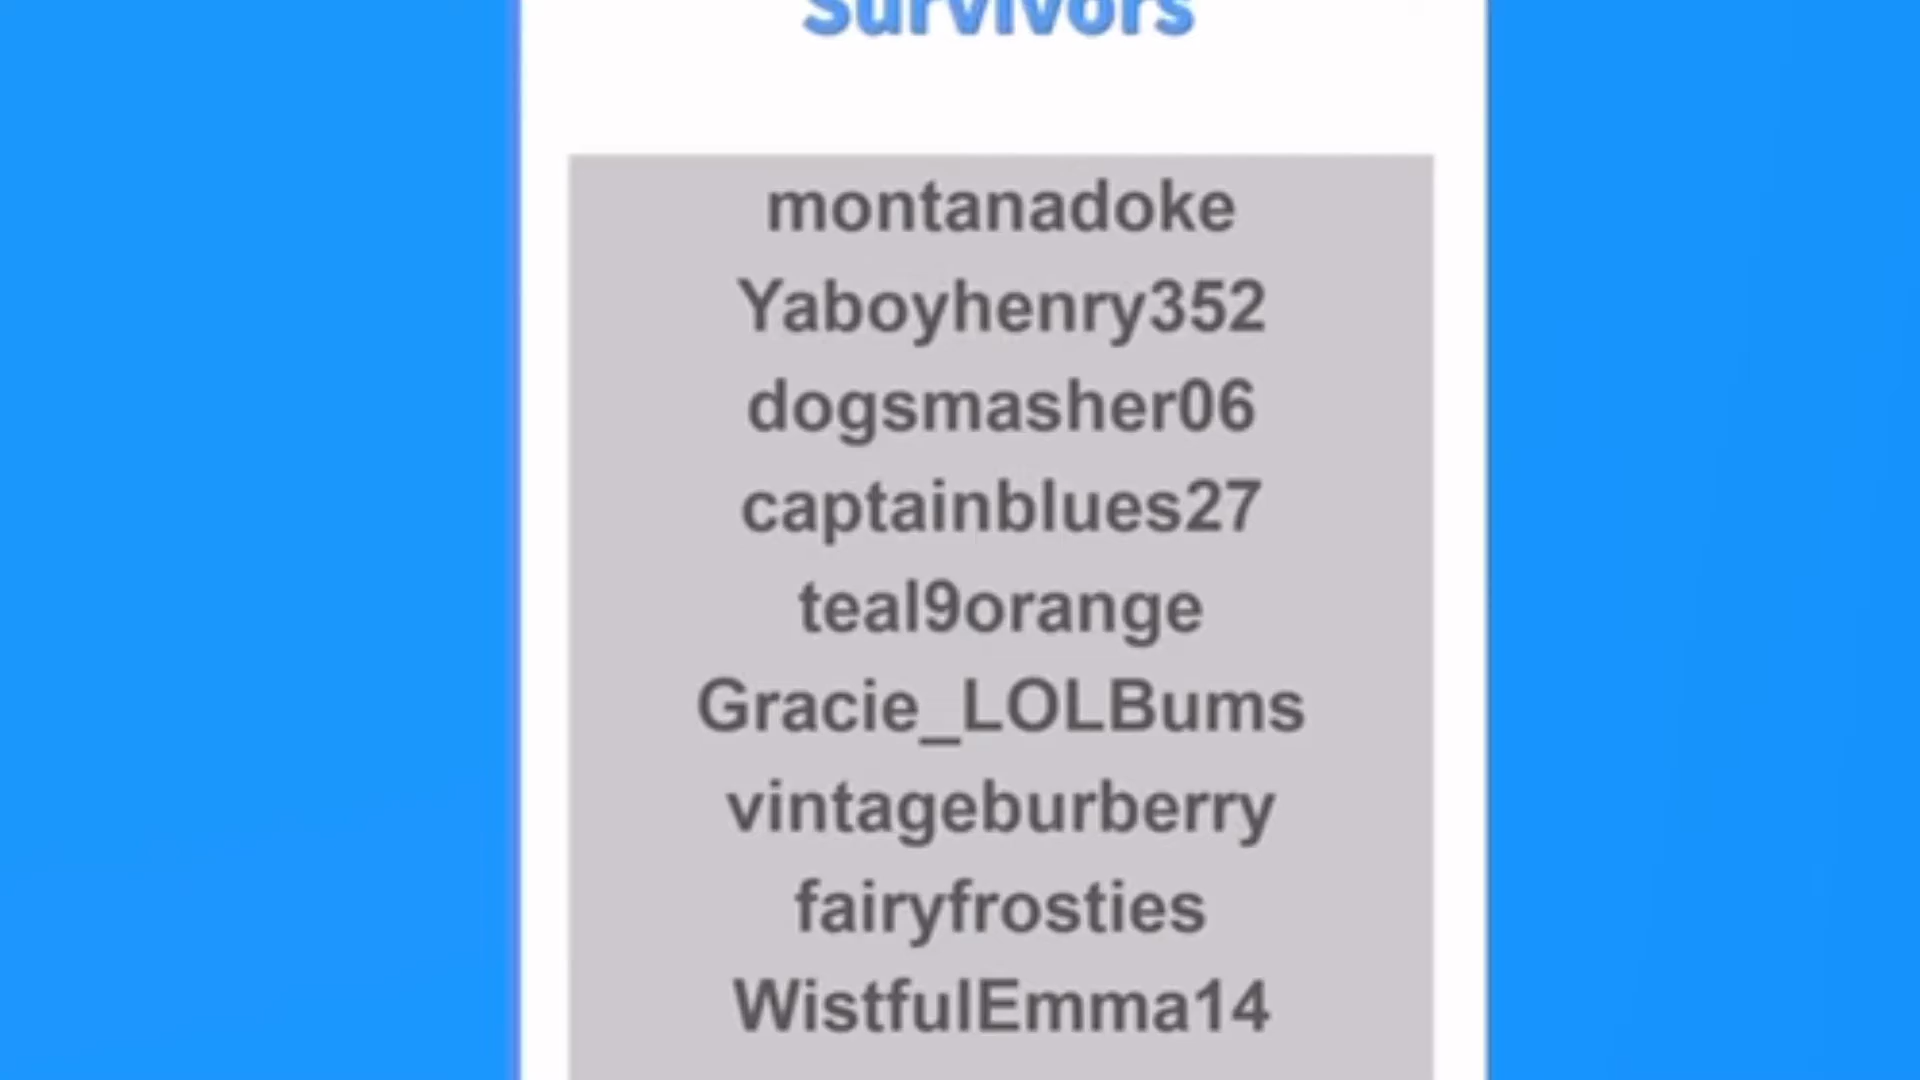 Survivors
montanadoke
Yaboyhenry352
dogsmasher06
captainblues27
teal9orange
Gracie_LOLBums
vintageburberry
fairyfrosties
WistfulEmma14